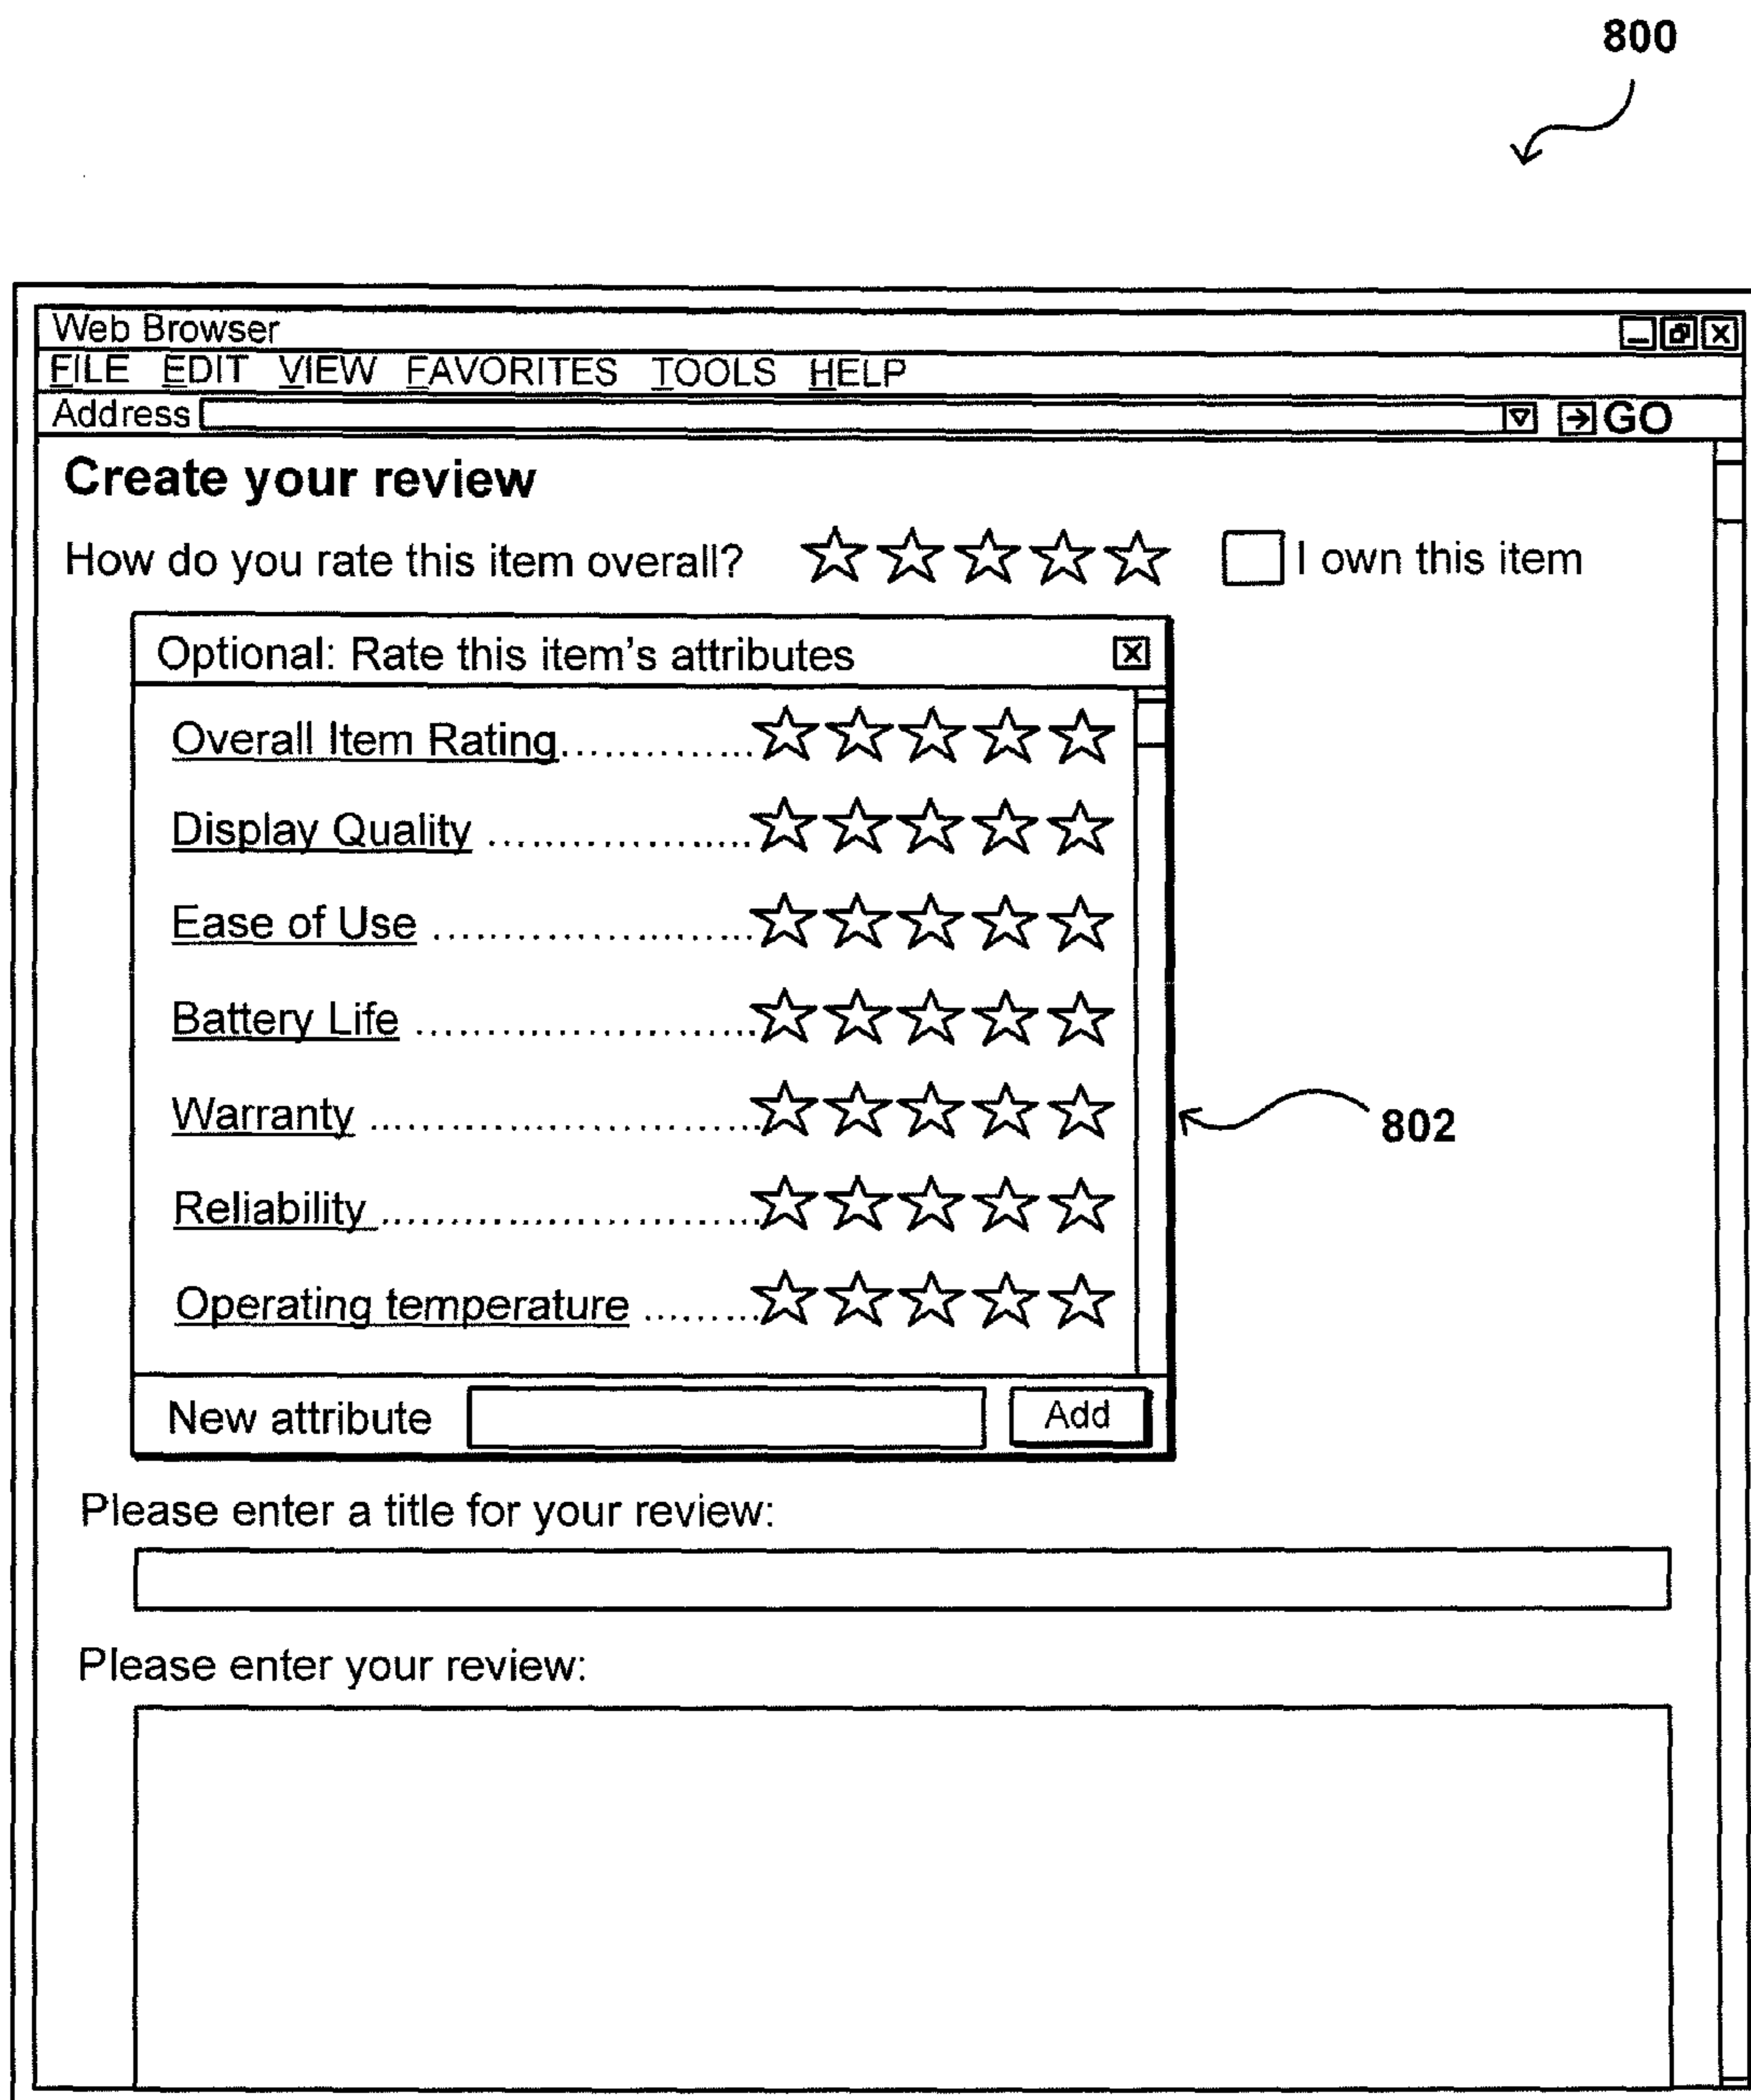 800
Web Browser
FILE EDIT VIEW FAVORITES TOOLS HELP
Address GO
Create your review
How do you rate this item overall? I own this item
Optional: Rate this item's attributes
Overall Item Rating..............
Display Quality ..................
Ease of Use ......................
Battery Life .......................
Warranty ..........................
Reliability ..........................
Operating temperature ........
802
New attribute Add
Please enter a title for your review:
Please enter your review: